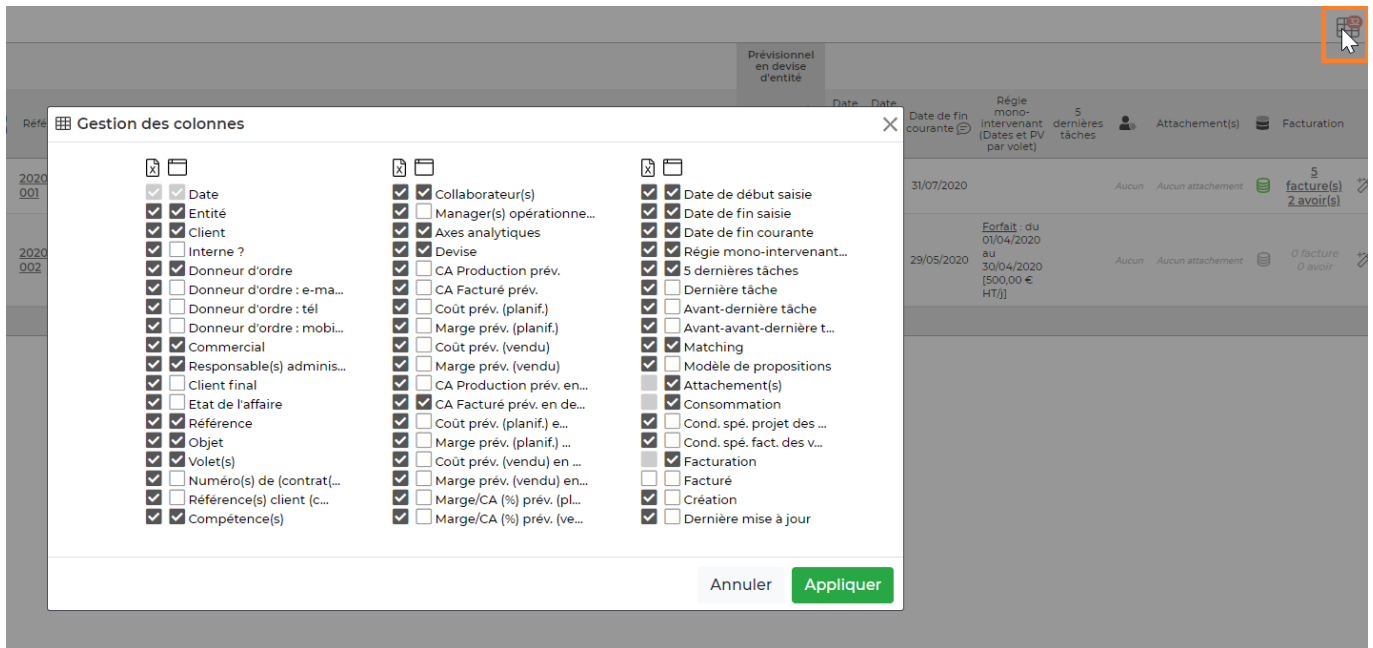 32
Prévisionnel
en devise
d'entité
Date Date
Réfé
Date de fin
courante
Régie
mono-
intervenant
(Dates et PV
par volet)
5
dernières
tâches
Attachement(s)
Facturation
Gestion des colonnes
Date
Entité
Client
Interne ?
Donneur d'ordre
Donneur d'ordre : e-ma...
Donneur d'ordre : tél
Donneur d'ordre : mobi...
Commercial
Responsable(s) adminis...
Client final
Etat de l'affaire
Référence
Objet
Volet(s)
Numéro(s) de (contrat(...
Référence(s) client (c...
Compétence(s)
Collaborateur(s)
Manager(s) opérationne...
Axes analytiques
Devise
CA Production prév.
CA Facturé prév.
Coût prév. (planif.)
Marge prév. (planif.)
Coût prév. (vendu)
Marge prév. (vendu)
CA Production prév. en...
CA Facturé prév. en de...
Coût prév. (planif.) e...
Marge prév. (planif.) ...
Coût prév. (vendu) en ...
Marge prév. (vendu) en...
Marge/CA (%) prév. (pl...
Marge/CA (%) prév. (ve...
Date de début saisie
Date de fin saisie
Date de fin courante
Régie mono-intervenant...
5 dernières tâches
Dernière tâche
Avant-dernière tâche
Avant-avant-dernière t...
Matching
Modèle de propositions
Attachement(s)
Consommation
Cond. spé. projet des ...
Cond. spé. fact. des v...
Facturation
Facturé
Création
Dernière mise à jour
Annuler
Appliquer
2020
001
31/07/2020
Aucun
Aucun attachement
5
facture(s)
2 avoir(s)
2020
002
29/05/2020
Forfait : du
01/04/2020
au
30/04/2020
[500,00 €
HT/j]
Aucun
Aucun attachement
0 facture
0 avoir